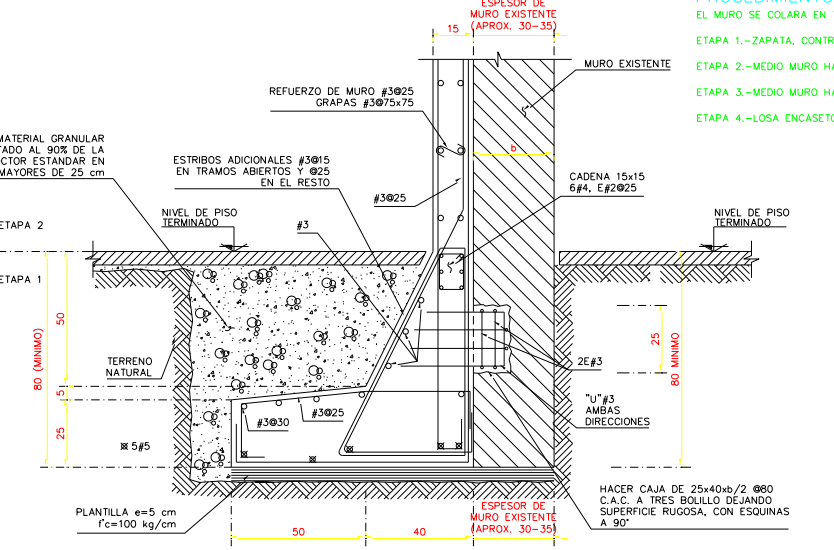 ESPESOR DE
MURO EXISTENTE
(APROX. 30-35)
15
EL MURO SE COLARA EN
ETAPA 1.-ZAPATA, CONTR
ETAPA 2.-MEDIO MURO HA
ETAPA 3.-MEDIO MURO HA
ETAPA 4.-LOSA ENCASETO
MURO EXISTENTE
REFUERZO DE MURO #3@25
GRAPAS #3@75x75
MATERIAL GRANULAR
TADO AL 90% DE LA
CTOR ESTANDAR EN
MAYORES DE 25 cm
ESTRIBOS ADICIONALES #3@15
EN TRAMOS ABIERTOS Y @25
EN EL RESTO
b
CADENA 15x15
6#4, E#2@25
#3@25
#3
NIVEL DE PISO
TERMINADO
NIVEL DE PISO
TERMINADO
ETAPA 2
ETAPA 1
50
80 (MINIMO)
5
25
25
80 MINIMO
TERRENO
NATURAL
2E#3
"U"#3
AMBAS
DIRECCIONES
#3@30
#3@25
5#5
PLANTILLA e=5 cm
f'c=100 kg/cm
HACER CAJA DE 25x40xb/2 @80
C.A.C. A TRES BOLILLO DEJANDO
SUPERFICIE RUGOSA, CON ESQUINAS
A 90°
50
40
ESPESOR DE
MURO EXISTENTE
(APROX. 30-35)